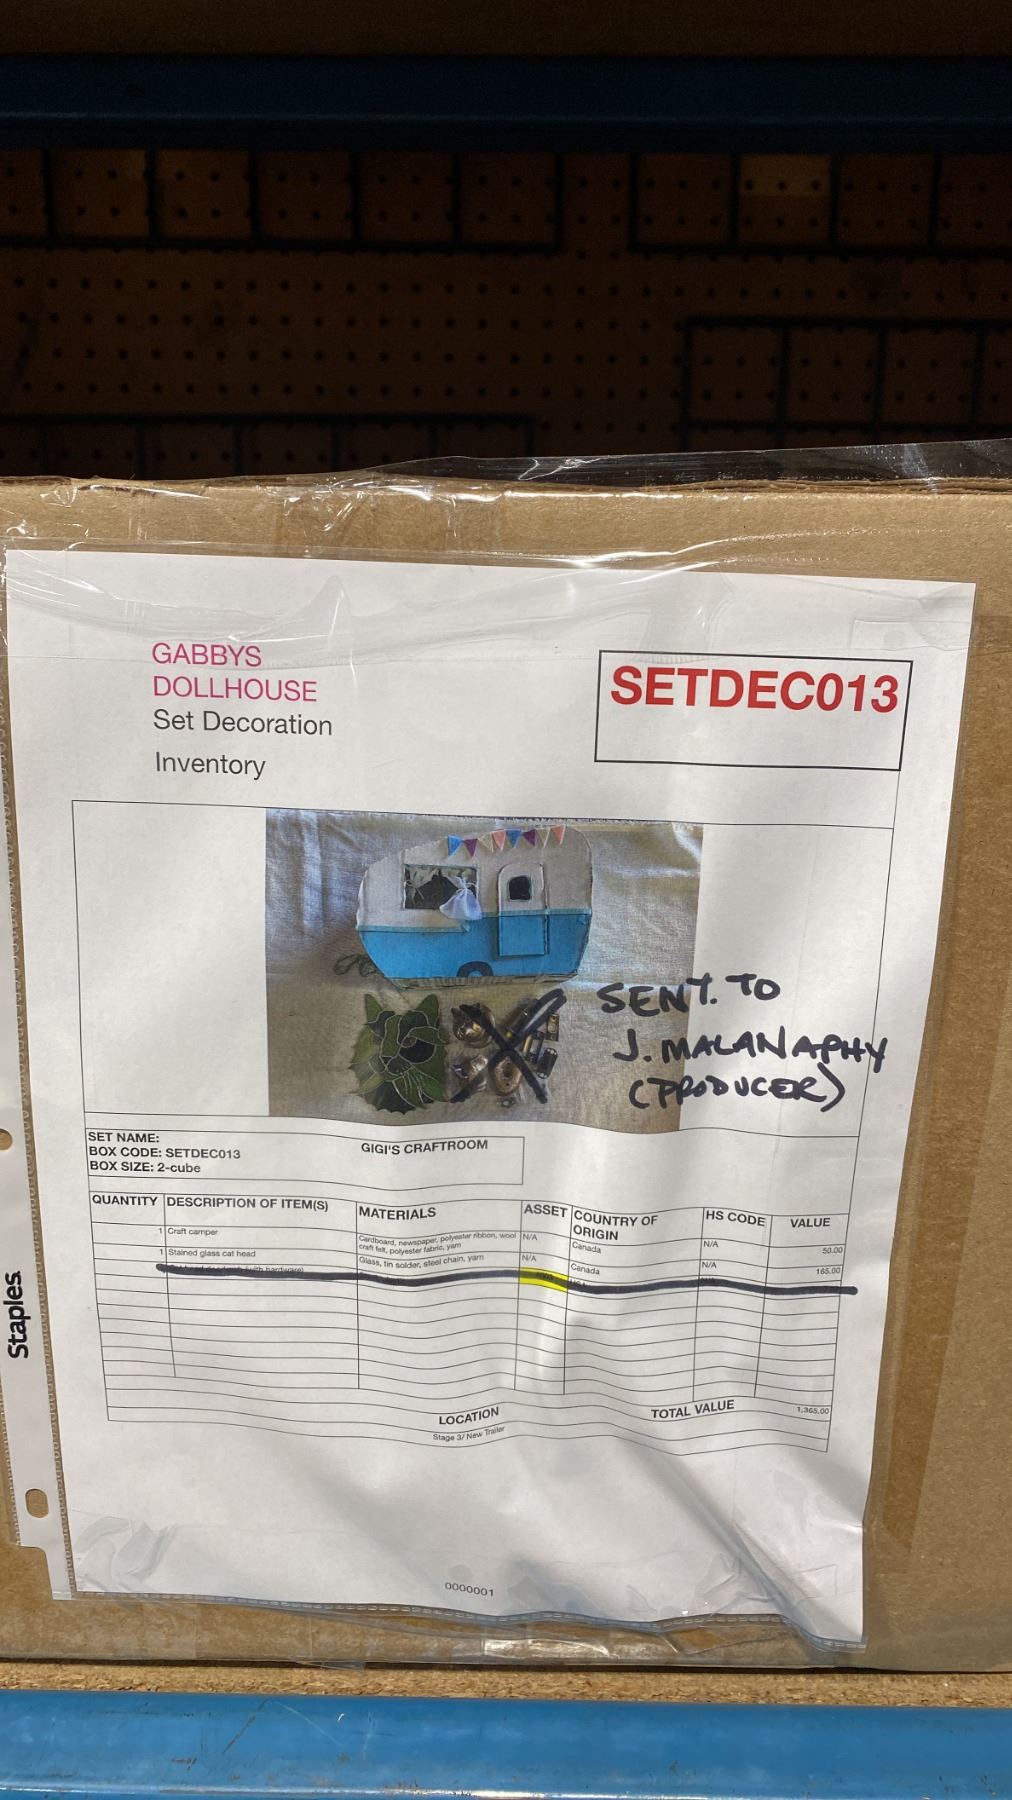 GABBYS
DOLLHOUSE
Set Decoration
Inventory
SETDEC013
SENT. TO
J. MALANAPHY
(PRODUCER)
SET NAME: GIGI'S CRAFTROOM
BOX CODE: SETDEC013
BOX SIZE: 2-cube
QUANTITY DESCRIPTION OF ITEM(S) MATERIALS ASSET COUNTRY OF ORIGIN HS CODE VALUE
1 Craft camper Cardboard, newspaper, polyester ribbon, wool craft felt, polyester fabric, yarn N/A Canada N/A 50.00
1 Stained glass cat head Glass, tin solder, steel chain, yarn N/A Canada N/A 165.00
(with hardware)
LOCATION TOTAL VALUE 1,365.00
Stage 3/ New Trailer
0000001
Staples